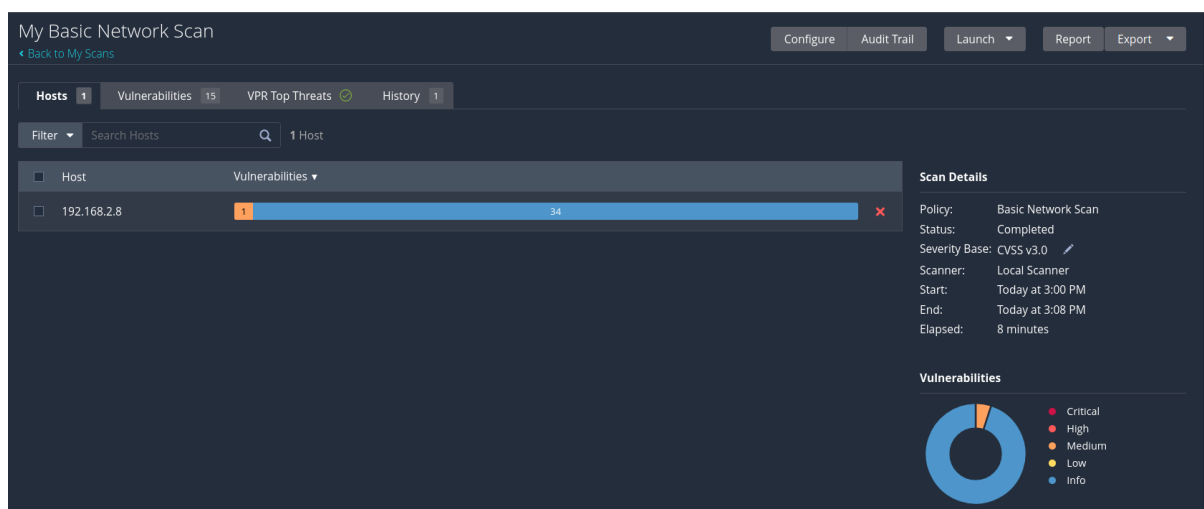 My Basic Network Scan
Back to My Scans
Configure Audit Trail Launch Report Export
Hosts 1 Vulnerabilities 15 VPR Top Threats History 1
Filter Search Hosts 1 Host
Host Vulnerabilities
192.168.2.8 1 34
Scan Details
Policy: Basic Network Scan
Status: Completed
Severity Base: CVSS v3.0
Scanner: Local Scanner
Start: Today at 3:00 PM
End: Today at 3:08 PM
Elapsed: 8 minutes
Vulnerabilities
Critical
High
Medium
Low
Info